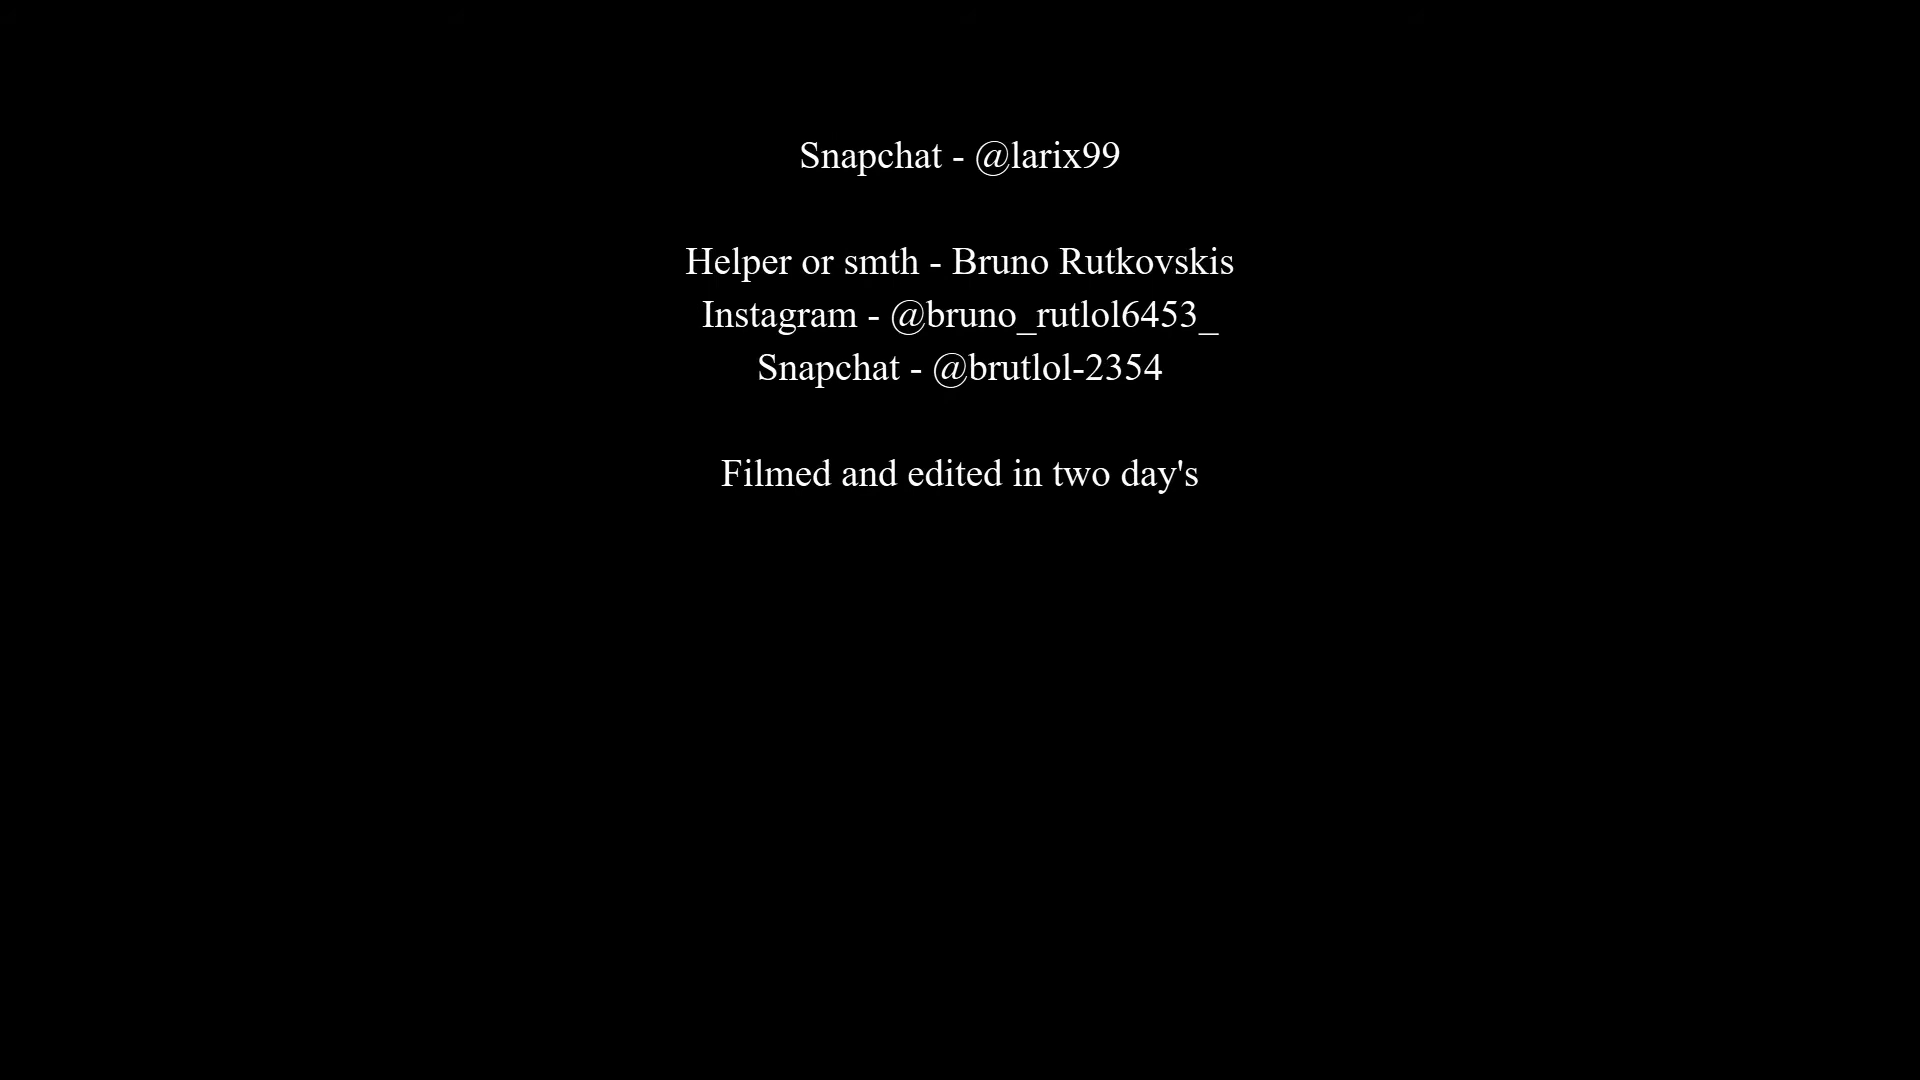 Snapchat - @larix99
Helper or smth - Bruno Rutkovskis
Instagram - @bruno_rutlol6453_
Snapchat - @brutlol-2354
Filmed and edited in two day's